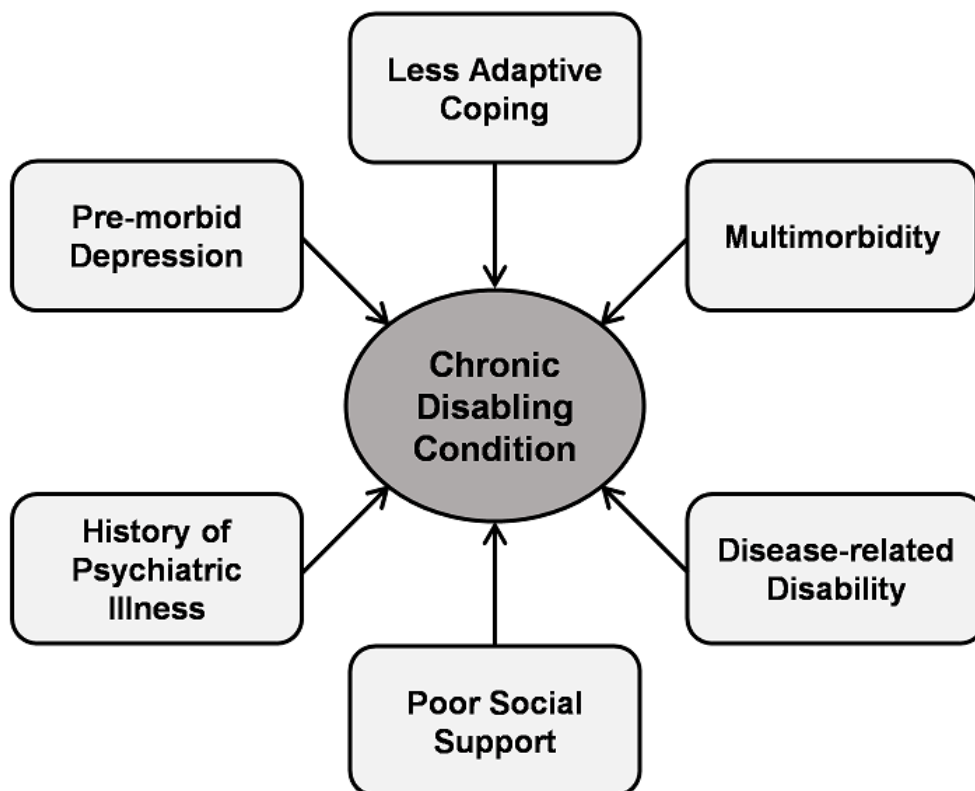 Less Adaptive
Coping
Pre-morbid
Depression
Multimorbidity
Chronic
Disabling
Condition
History of
Psychiatric
Illness
Disease-related
Disability
Poor Social
Support